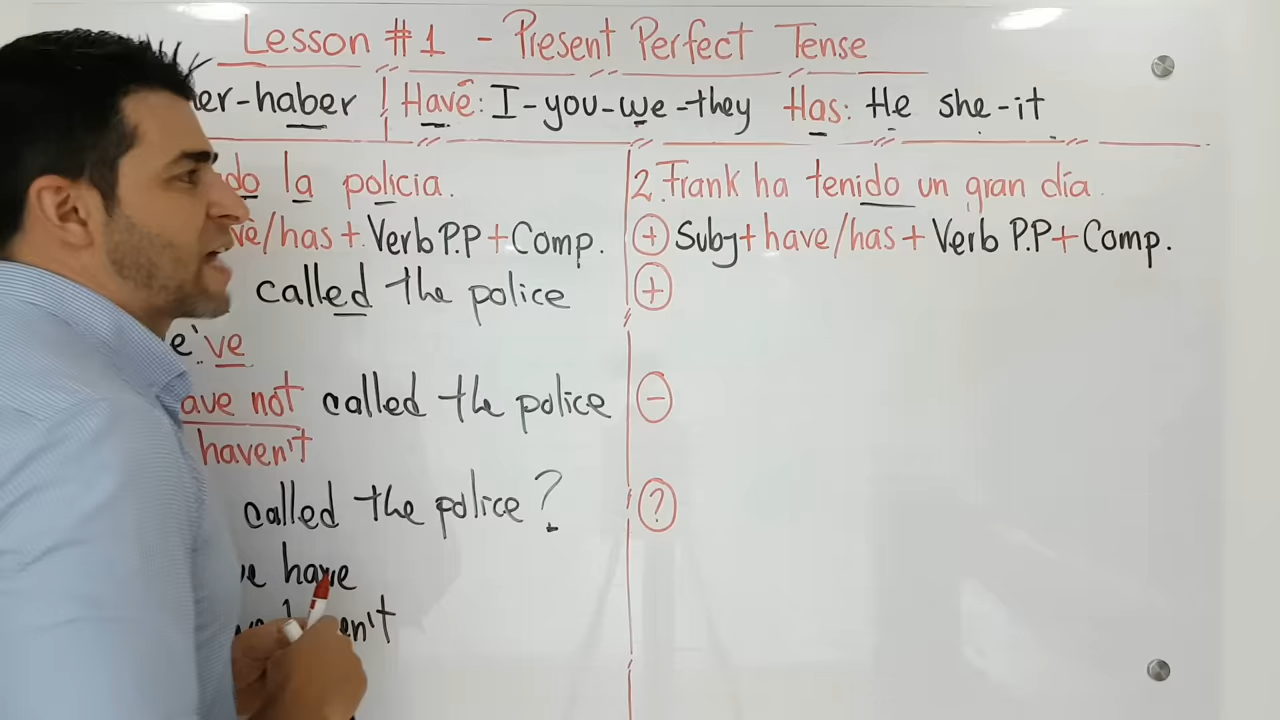 Lesson #1 - Present Perfect Tense
er-haber ! Have: I-you-we-they Has: He she-it
do la policia.
ve/has + Verb P.P + Comp.
called the police
e've
ave not called the police
haven't
called the police ?
e have
en't
2. Frank ha tenido un gran día.
+ Subj + have/has + Verb P.P + Comp.
+
-
?